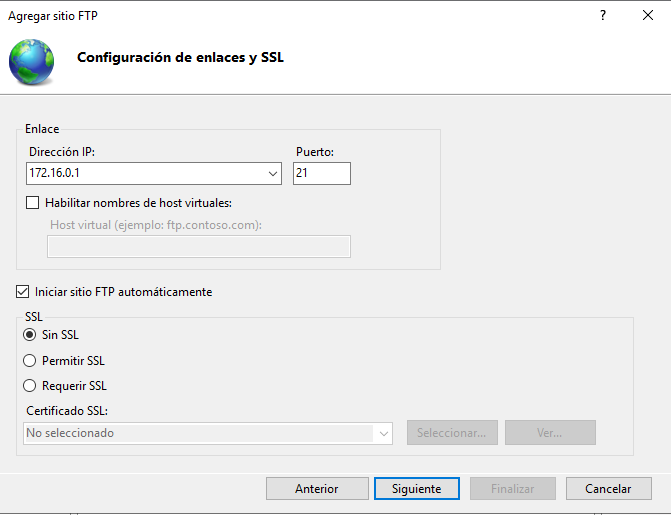 Agregar sitio FTP
?
Configuración de enlaces y SSL
Enlace
Dirección IP: Puerto:
172.16.0.1 21
Habilitar nombres de host virtuales:
Host virtual (ejemplo: ftp.contoso.com):
Iniciar sitio FTP automáticamente
SSL
Sin SSL
Permitir SSL
Requerir SSL
Certificado SSL:
No seleccionado Seleccionar... Ver...
Anterior Siguiente Finalizar Cancelar